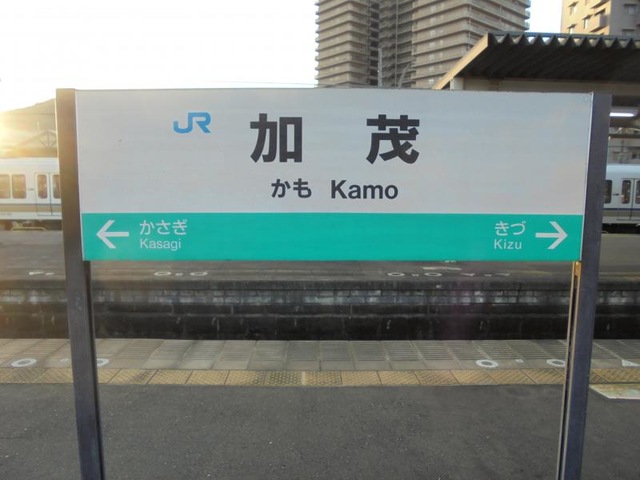 JR 加茂
かも Kamo
← かさぎ
Kasagi
きづ →
Kizu